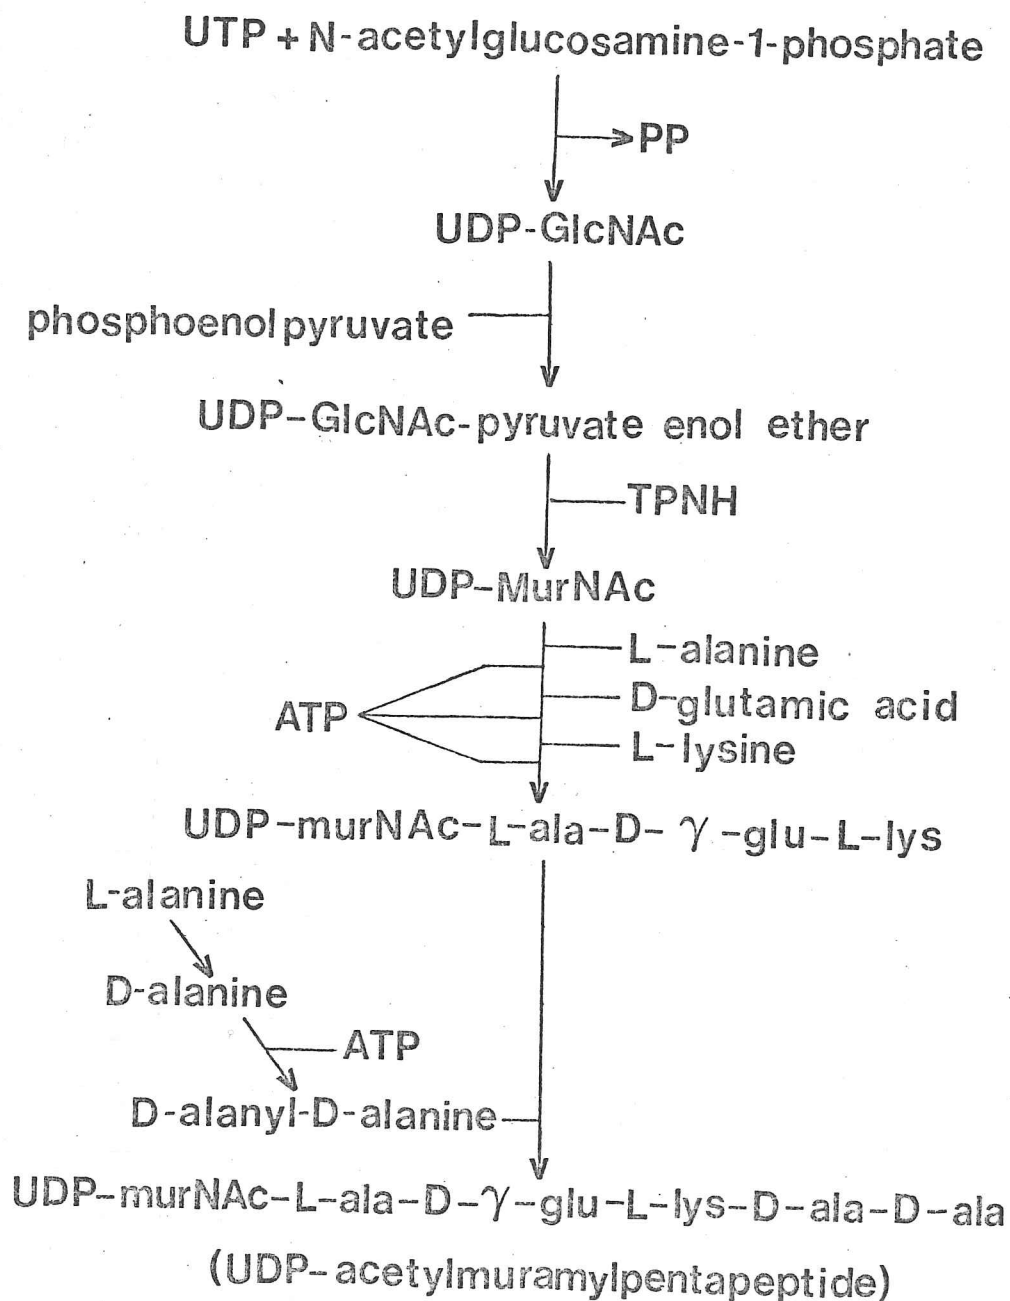 UTP + N-acetylglucosamine-1-phosphate
PP
UDP-GlcNAc
phosphoenolpyruvate
UDP-GlcNAc-pyruvate enol ether
TPNH
UDP-MurNAc
L-alanine
D-glutamic acid
ATP
L-lysine
UDP-murNAc-L-ala-D-γ-glu-L-lys
L-alanine
D-alanine
ATP
D-alanyl-D-alanine
UDP-murNAc-L-ala-D-γ-glu-L-lys-D-ala-D-ala
(UDP-acetylmuramylpentapeptide)